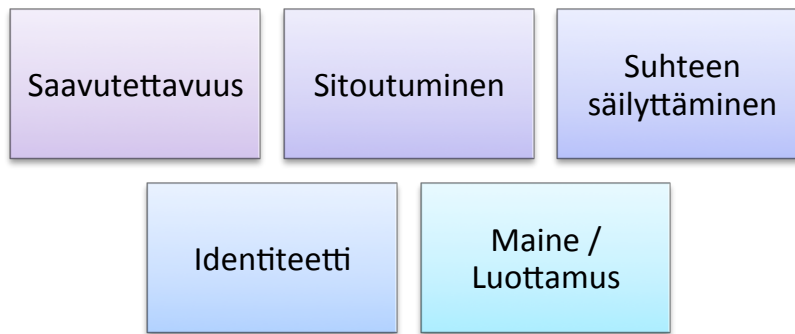 Saavutettavuus
Sitoutuminen
Suhteen
säilyttäminen
Identiteetti
Maine /
Luottamus